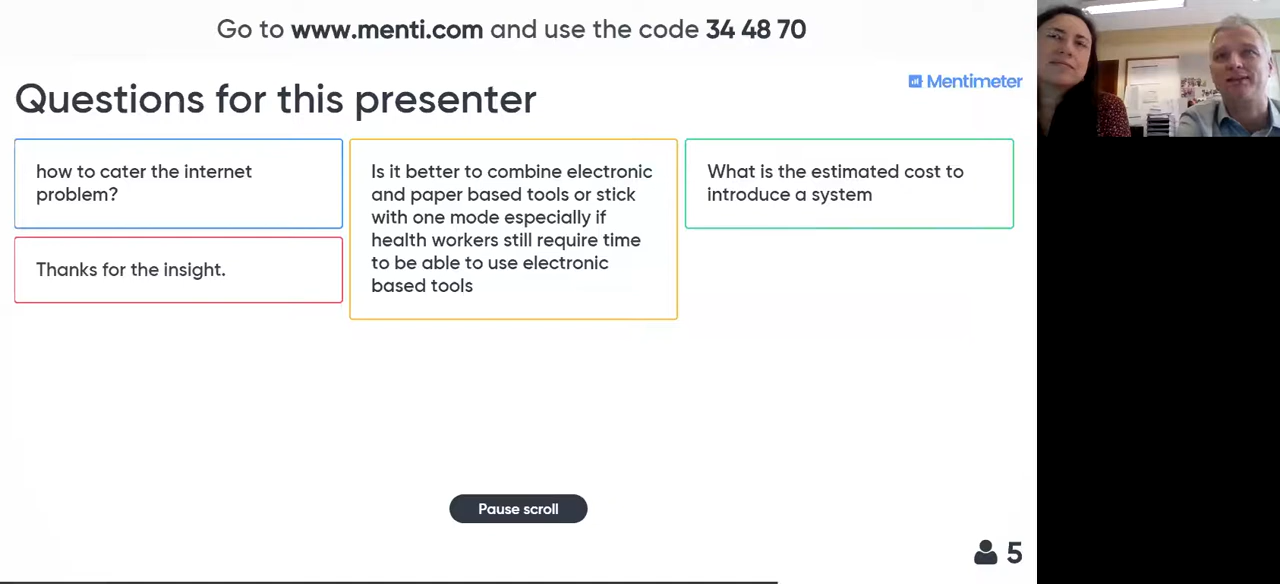 Go to www.menti.com and use the code 34 48 70
Mentimeter
Questions for this presenter
how to cater the internet
problem?
Thanks for the insight.
Is it better to combine electronic
and paper based tools or stick
with one mode especially if
health workers still require time
to be able to use electronic
based tools
What is the estimated cost to
introduce a system
Pause scroll
5